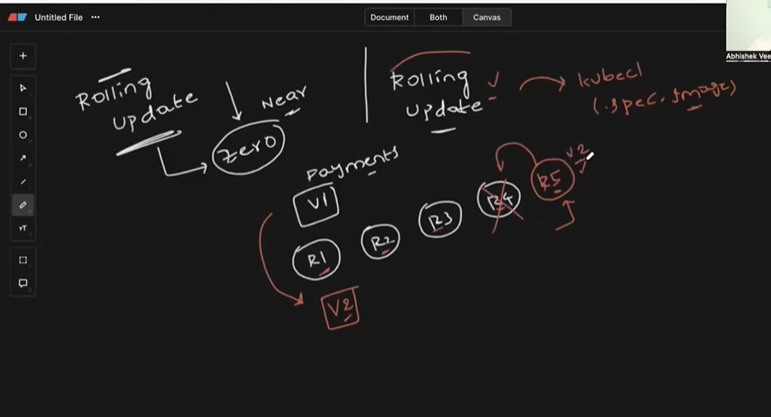 Untitled File
Document
Both
Canvas
Abhishek Vee
Rolling
update
Near
zero
Rolling
update
kubecl
(.spec.image)
Payments
V1
R1
R2
R3
R4
R5
v2
V2